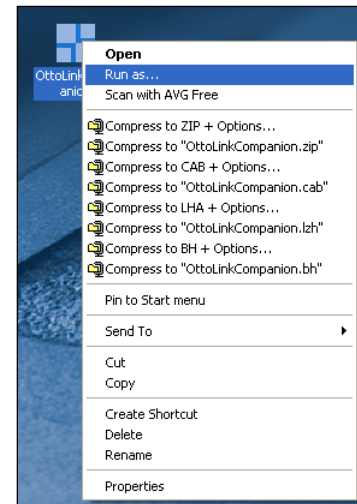 Open
OttoLink
Run as...
anio
Scan with AVG Free
Compress to ZIP + Options...
Compress to "OttoLinkCompanion.zip"
Compress to CAB + Options...
Compress to "OttoLinkCompanion.cab"
Compress to LHA + Options...
Compress to "OttoLinkCompanion.lzh"
Compress to BH + Options...
Compress to "OttoLinkCompanion.bh"
Pin to Start menu
Send To
Cut
Copy
Create Shortcut
Delete
Rename
Properties